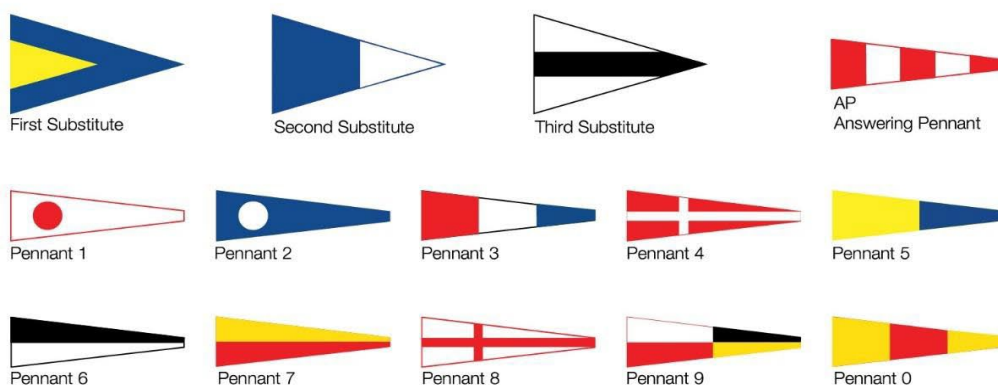 First Substitute
Second Substitute
Third Substitute
AP
Answering Pennant
Pennant 1
Pennant 2
Pennant 3
Pennant 4
Pennant 5
Pennant 6
Pennant 7
Pennant 8
Pennant 9
Pennant 0